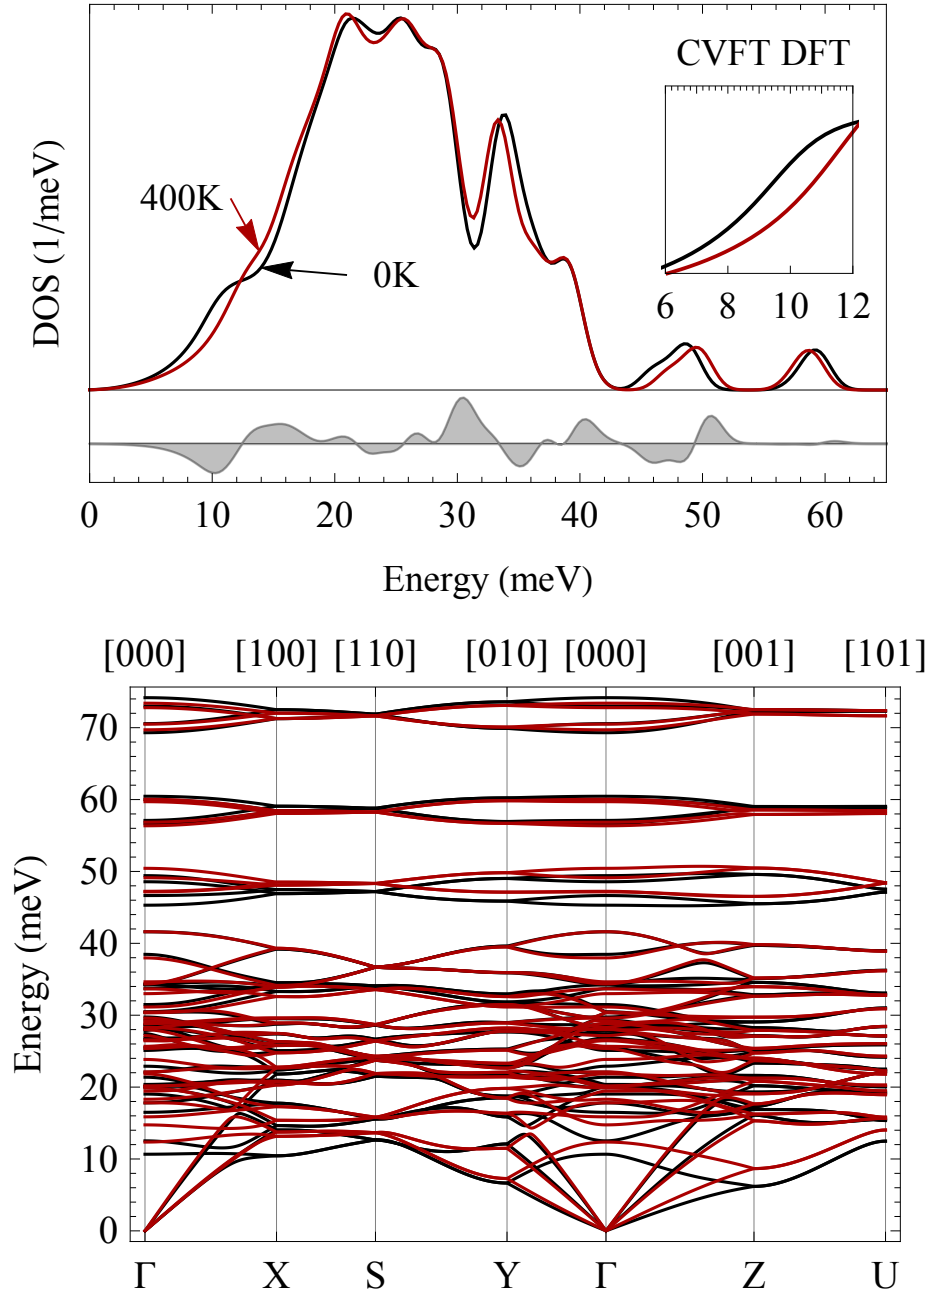 CVFT DFT
DOS (1/meV)
400K
0K
6 8 10 12
0 10 20 30 40 50 60
Energy (meV)
[000] [100] [110] [010] [000] [001] [101]
Energy (meV)
70
60
50
40
30
20
10
0
Γ X S Y Γ Z U